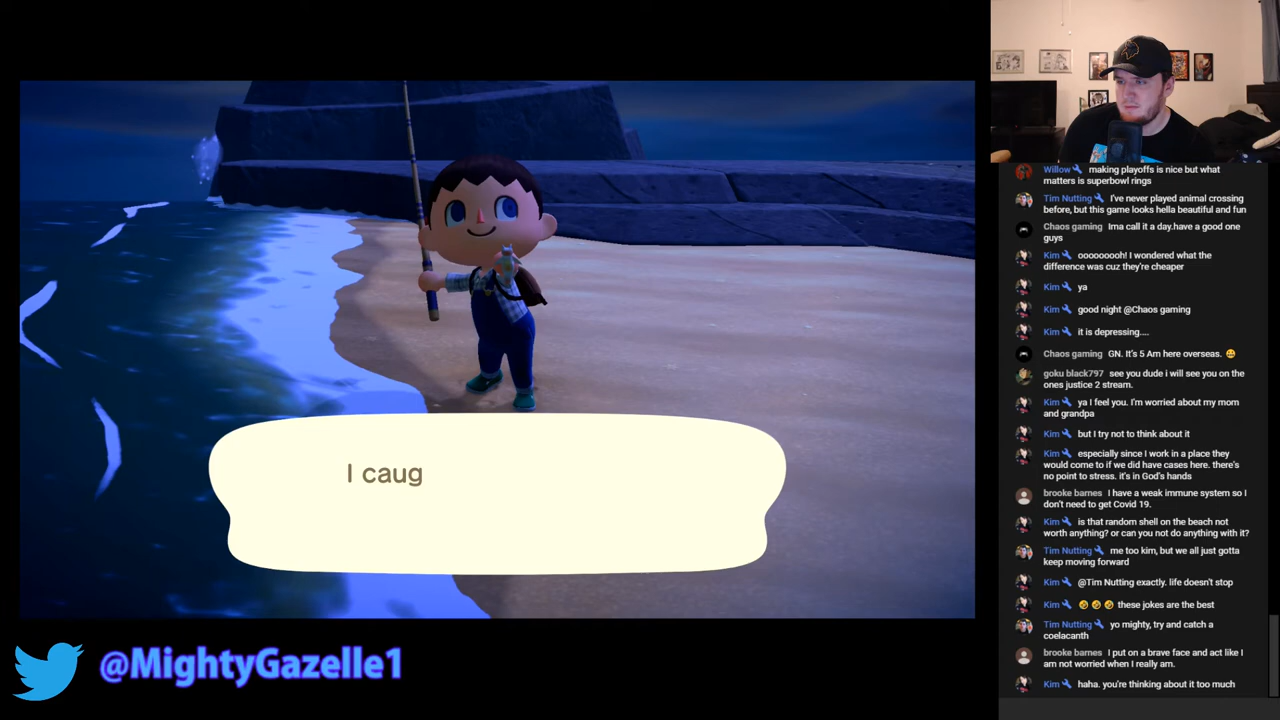 I caug
@MightyGazelle1
Willow making playoffs is nice but what
matters is superbowl rings
Tim Nutting I've never played animal crossing
before, but this game looks hella beautiful and fun
Chaos gaming Ima call it a day.have a good one
guys
Kim ooooooooh! I wondered what the
difference was cuz they're cheaper
Kim ya
Kim good night @Chaos gaming
Kim it is depressing....
Chaos gaming GN. It's 5 Am here overseas. 😃
goku black797 see you dude i will see you on the
ones justice 2 stream.
Kim ya I feel you. I'm worried about my mom
and grandpa
Kim but I try not to think about it
Kim especially since I work in a place they
would come to if we did have cases here. there's
no point to stress. it's in God's hands
brooke barnes I have a weak immune system so I
don't need to get Covid 19.
Kim is that random shell on the beach not
worth anything? or can you not do anything with it?
Tim Nutting me too kim, but we all just gotta
keep moving forward
Kim @Tim Nutting exactly. life doesn't stop
Kim 🤣 🤣 🤣 these jokes are the best
Tim Nutting yo mighty, try and catch a
coelacanth
brooke barnes I put on a brave face and act like I
am not worried when I really am.
Kim haha. you're thinking about it too much